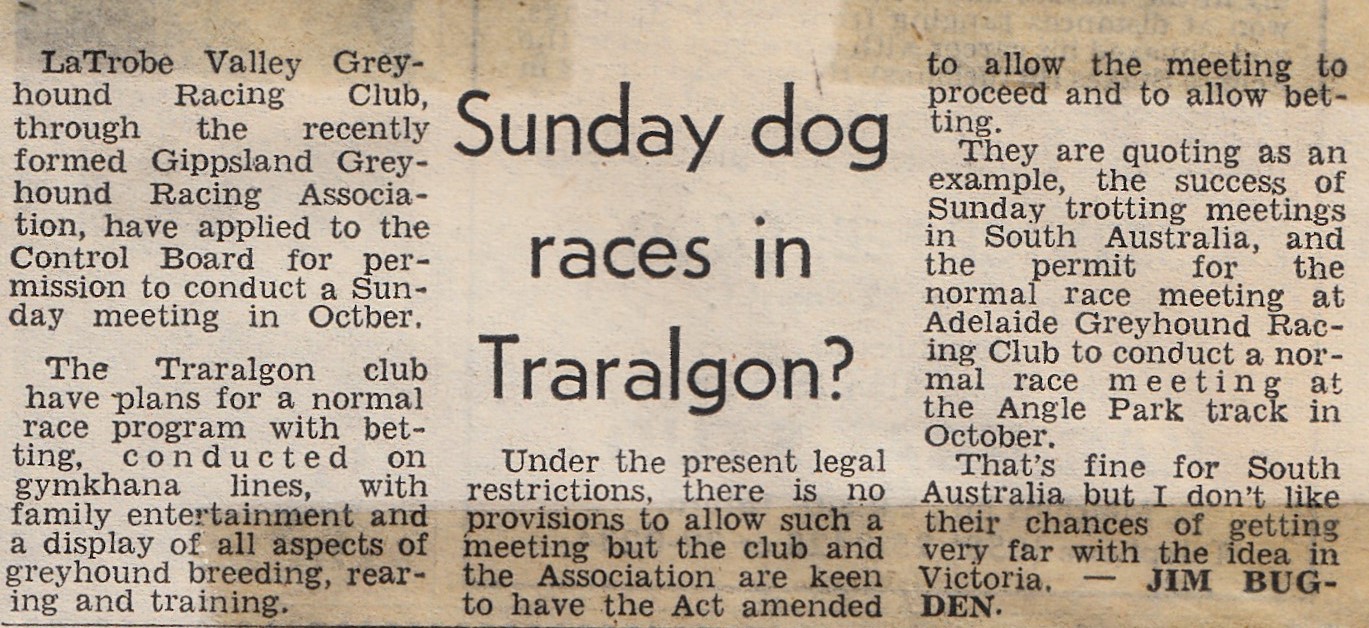 Sunday dog
races in
Traralgon?
LaTrobe Valley Grey-
hound Racing Club,
through the recently
formed Gippsland Grey-
hound Racing Associa-
tion, have applied to the
Control Board for per-
mission to conduct a Sun-
day meeting in Octber.
The Traralgon club
have plans for a normal
race program with bet-
ting, conducted on
gymkhana lines, with
family entertainment and
a display of all aspects of
greyhound breeding, rear-
ing and training.
Under the present legal
restrictions, there is no
provisions to allow such a
meeting but the club and
the Association are keen
to have the Act amended
to allow the meeting to
proceed and to allow bet-
ting.
They are quoting as an
example, the success of
Sunday trotting meetings
in South Australia, and
the permit for the
normal race meeting at
Adelaide Greyhound Rac-
ing Club to conduct a nor-
mal race meeting at
the Angle Park track in
October.
That's fine for South
Australia but I don't like
their chances of getting
very far with the idea in
Victoria. — JIM BUG-
DEN.